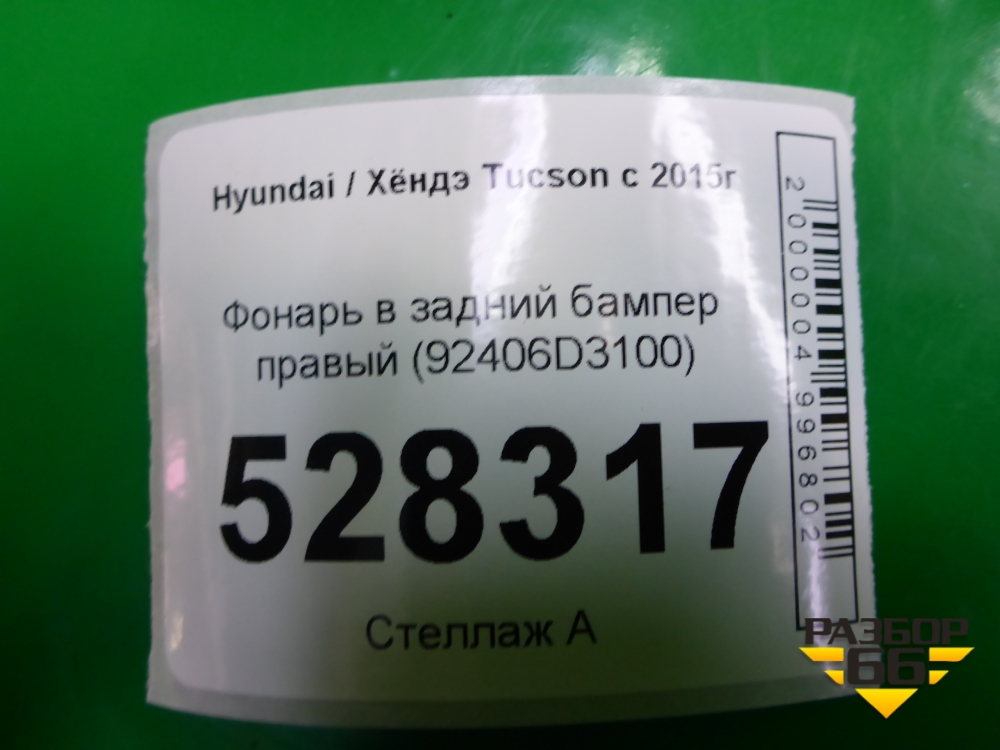 Hyundai / Хёндэ Tucson с 2015г
Фонарь в задний бампер
правый (92406D3100)
528317
Стеллаж А
2000004996802
РАЗБОР
66